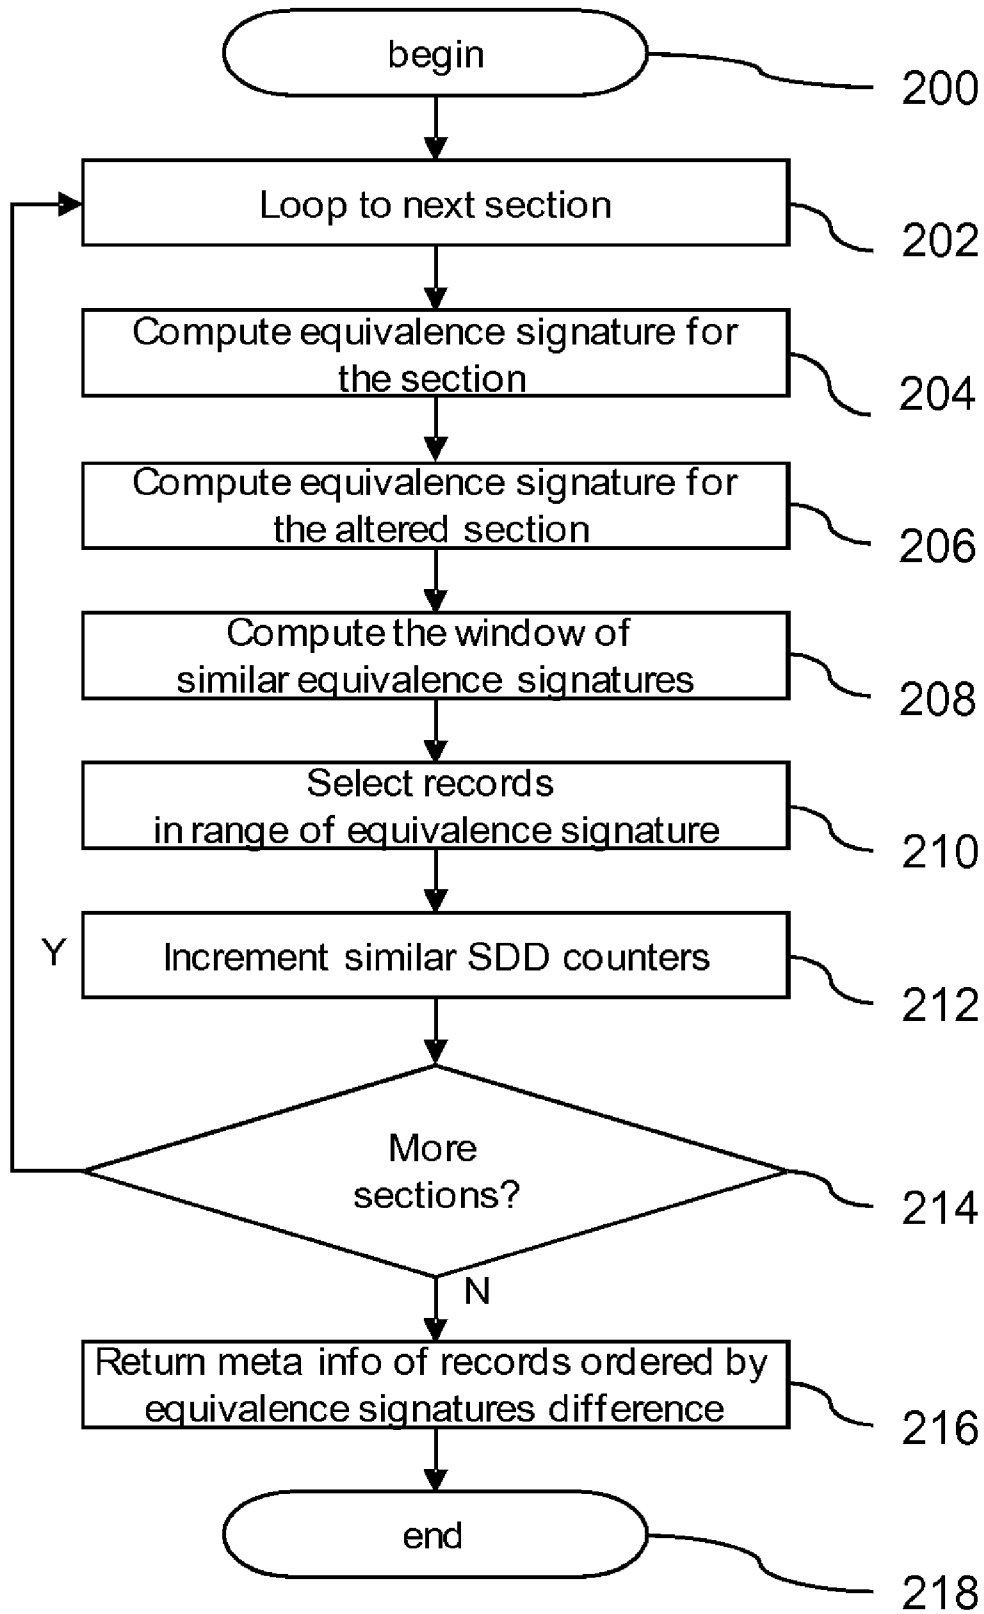 begin
200
Loop to next section
202
Compute equivalence signature for
the section
204
Compute equivalence signature for
the altered section
206
Compute the window of
similar equivalence signatures
208
Select records
in range of equivalence signature
210
Y
Increment similar SDD counters
212
More
sections?
214
N
Return meta info of records ordered by
equivalence signatures difference
216
end
218